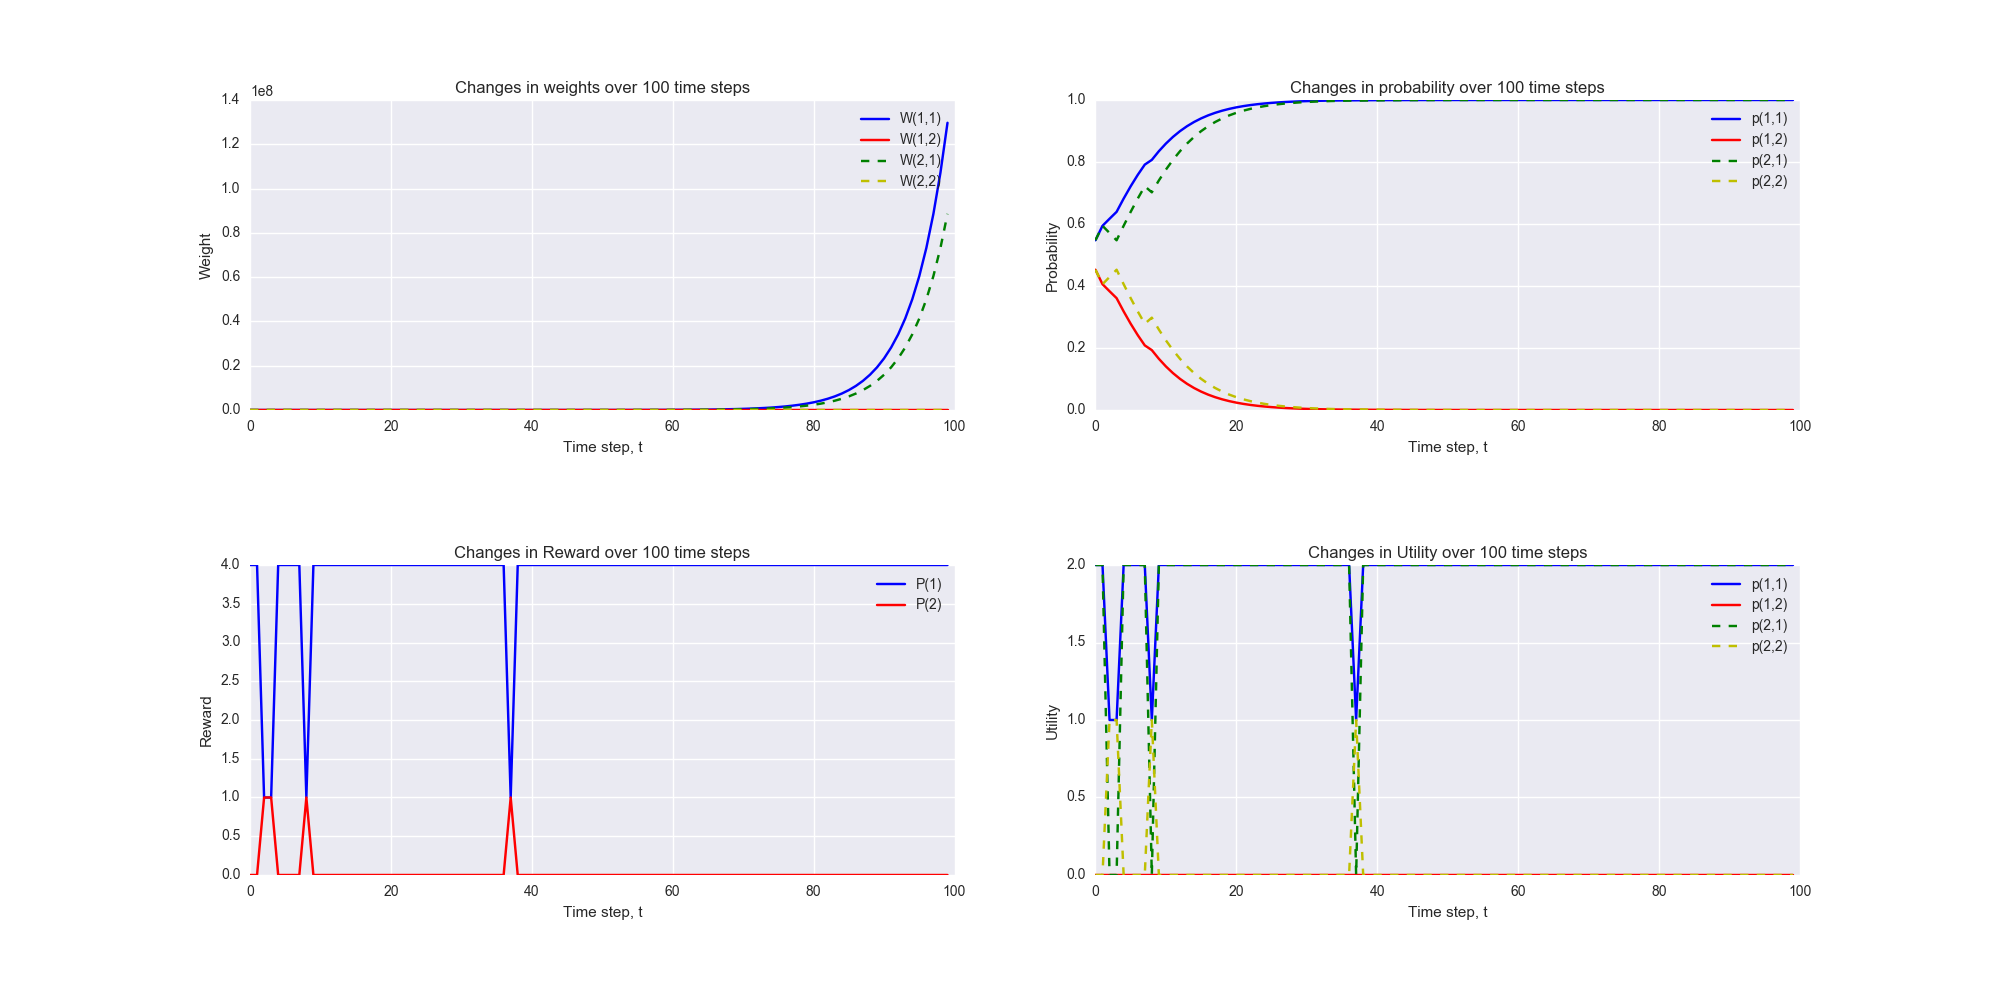 Changes in weights over 100 time steps
1e8
1.4
1.2
1.0
0.8
0.6
0.4
0.2
0.0
Weight
W(1,1)
W(1,2)
W(2,1)
W(2,2)
0 20 40 60 80 100
Time step, t
Changes in probability over 100 time steps
1.0
0.8
0.6
0.4
0.2
0.0
Probability
p(1,1)
p(1,2)
p(2,1)
p(2,2)
0 20 40 60 80 100
Time step, t
Changes in Reward over 100 time steps
4.0
3.5
3.0
2.5
2.0
1.5
1.0
0.5
0.0
Reward
P(1)
P(2)
0 20 40 60 80 100
Time step, t
Changes in Utility over 100 time steps
2.0
1.5
1.0
0.5
0.0
Utility
p(1,1)
p(1,2)
p(2,1)
p(2,2)
0 20 40 60 80 100
Time step, t